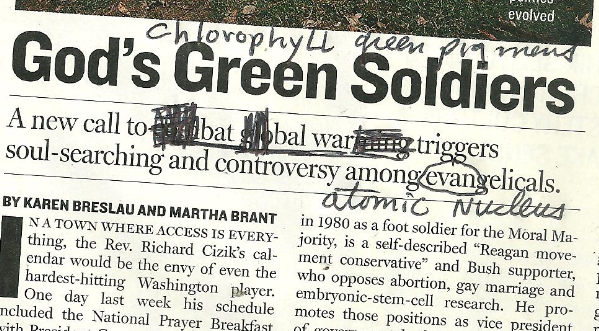 evolved
chlorophyll green pigmens
God's Green Soldiers
A new call to bat global war triggers
soul-searching and controversy among evangelicals.
atomic Nucleus
BY KAREN BRESLAU AND MARTHA BRANT
IN A TOWN WHERE ACCESS IS EVERY-
thing, the Rev. Richard Cizik's cal-
endar would be the envy of even the
hardest-hitting Washington player.
One day last week his schedule
included the National Prayer Breakfast
with President
in 1980 as a foot soldier for the Moral Ma-
jority, is a self-described "Reagan move-
ment conservative" and Bush supporter,
who opposes abortion, gay marriage and
embryonic-stem-cell research. He pro-
motes those positions as vice president